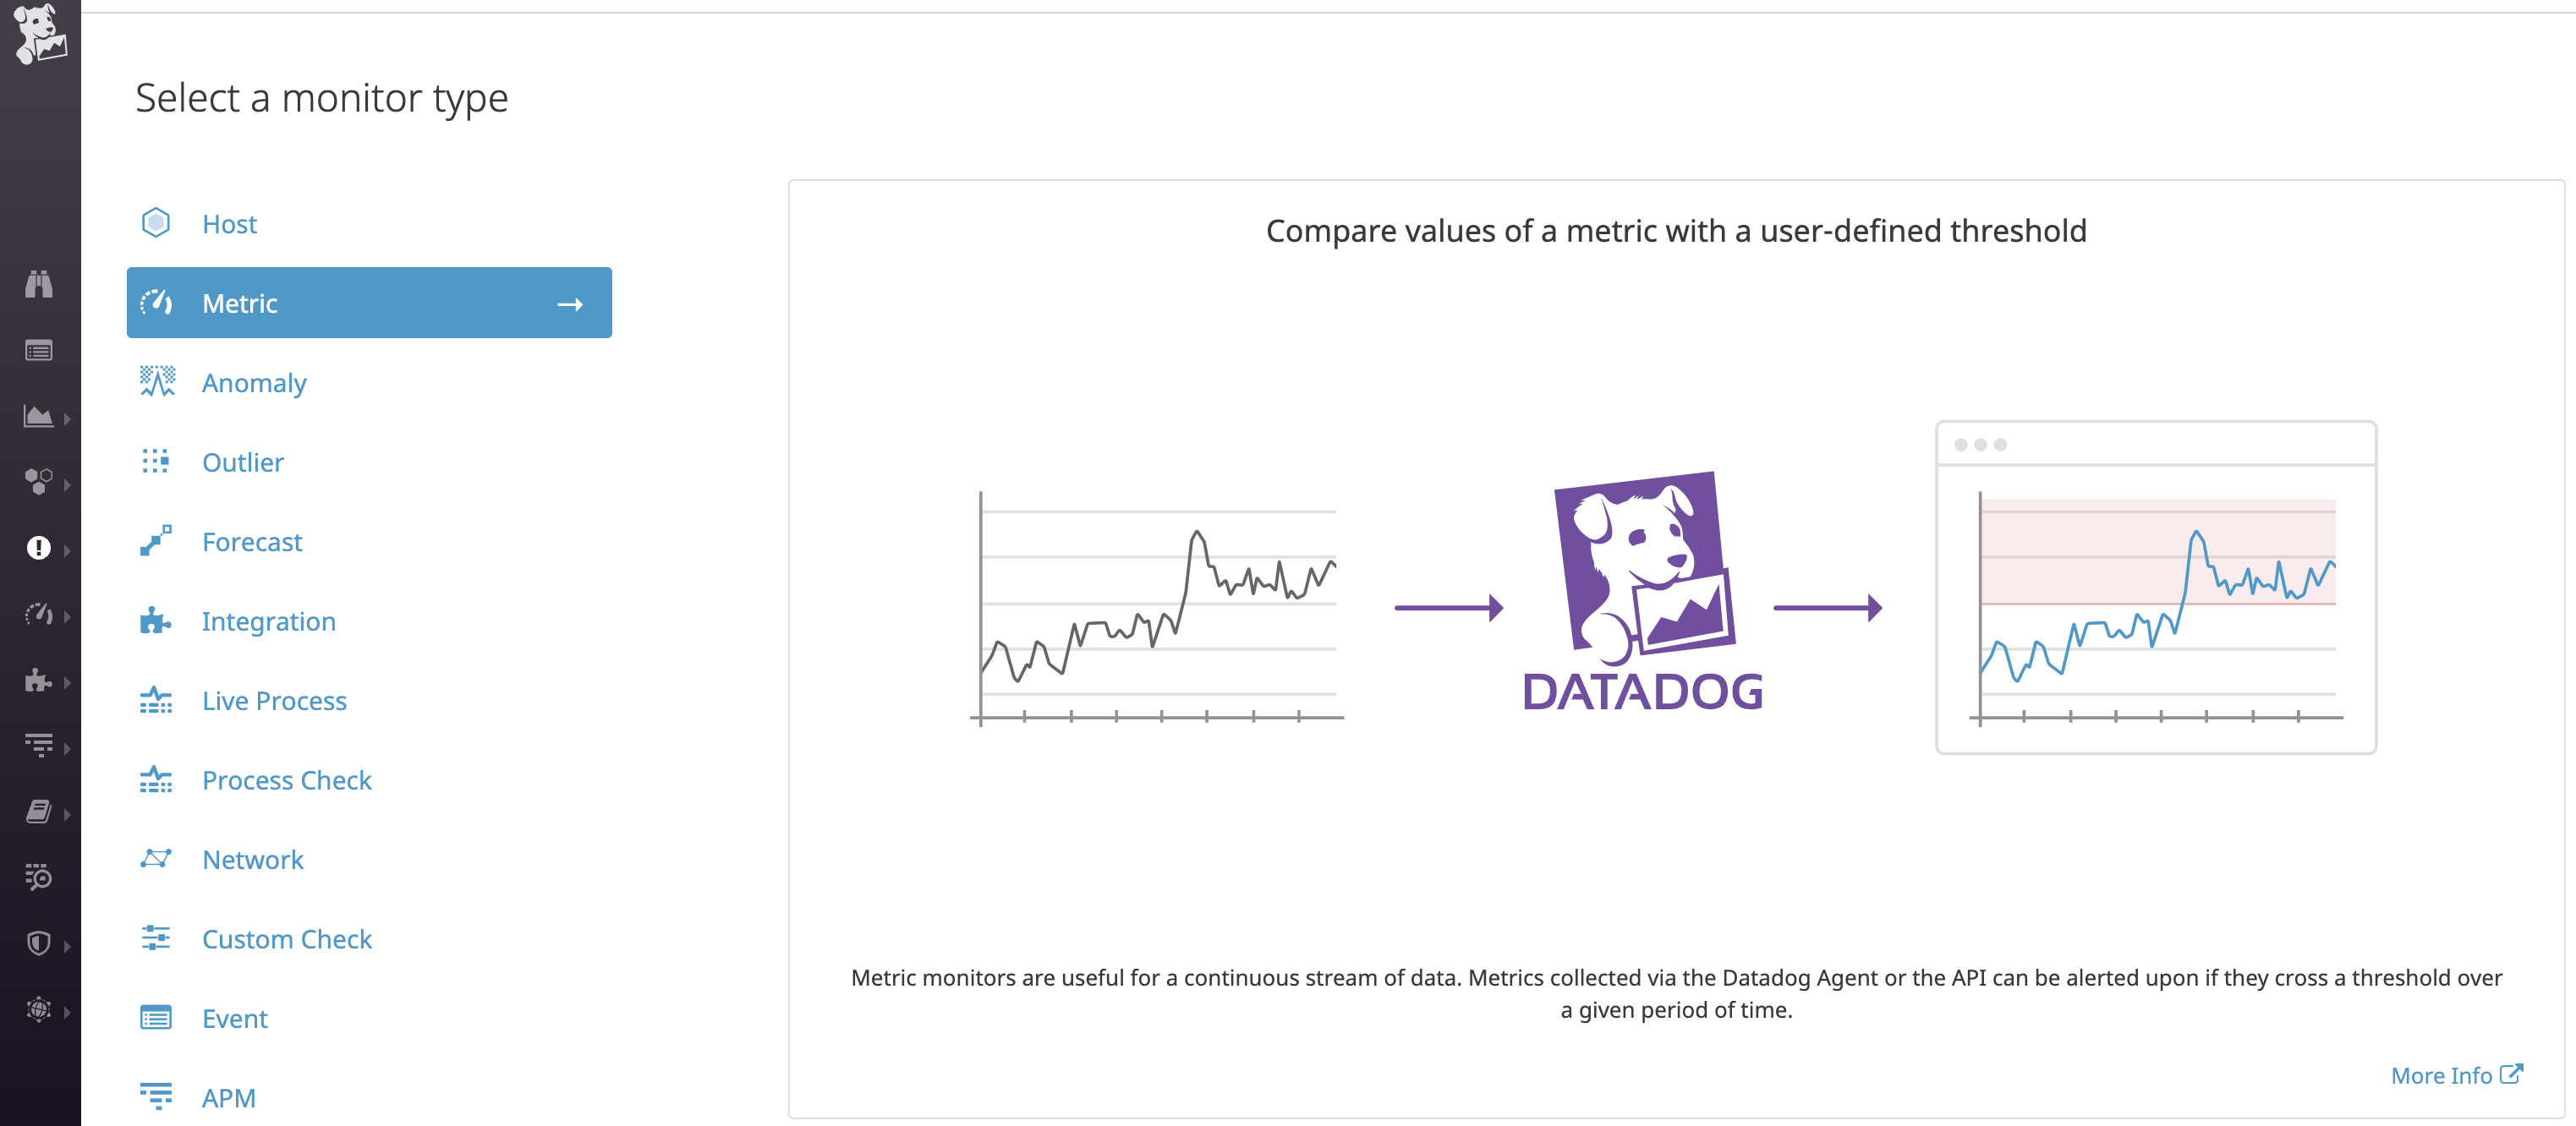 Select a monitor type
Host
Metric
Anomaly
Outlier
Forecast
Integration
Live Process
Process Check
Network
Custom Check
Event
APM
Compare values of a metric with a user-defined threshold
DATADOG
Metric monitors are useful for a continuous stream of data. Metrics collected via the Datadog Agent or the API can be alerted upon if they cross a threshold over
a given period of time.
More Info